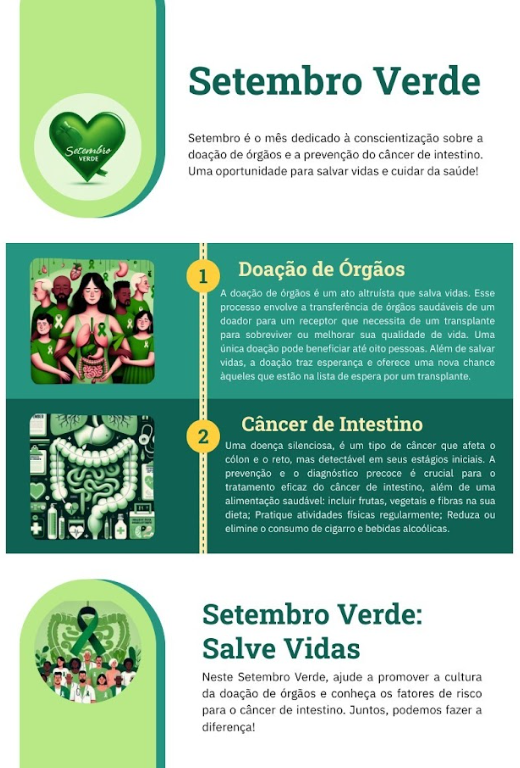 Setembro Verde
Setembro
VERDE
Setembro é o mês dedicado à conscientização sobre a
doação de órgãos e a prevenção do câncer de intestino.
Uma oportunidade para salvar vidas e cuidar da saúde!
1
Doação de Órgãos
A doação de órgãos é um ato altruísta que salva vidas. Esse
processo envolve a transferência de órgãos saudáveis de um
doador para um receptor que necessita de um transplante
para sobreviver ou melhorar sua qualidade de vida. Uma
única doação pode beneficiar até oito pessoas. Além de salvar
vidas, a doação traz esperança e oferece uma nova chance
àqueles que estão na lista de espera por um transplante.
2
Câncer de Intestino
Uma doença silenciosa, é um tipo de câncer que afeta o
cólon e o reto, mas detectável em seus estágios iniciais. A
prevenção e o diagnóstico precoce é crucial para o
tratamento eficaz do câncer de intestino, além de uma
alimentação saudável: incluir frutas, vegetais e fibras na sua
dieta; Pratique atividades físicas regularmente; Reduza ou
elimine o consumo de cigarro e bebidas alcoólicas.
Setembro Verde:
Salve Vidas
Neste Setembro Verde, ajude a promover a cultura
da doação de órgãos e conheça os fatores de risco
para o câncer de intestino. Juntos, podemos fazer a
diferença!